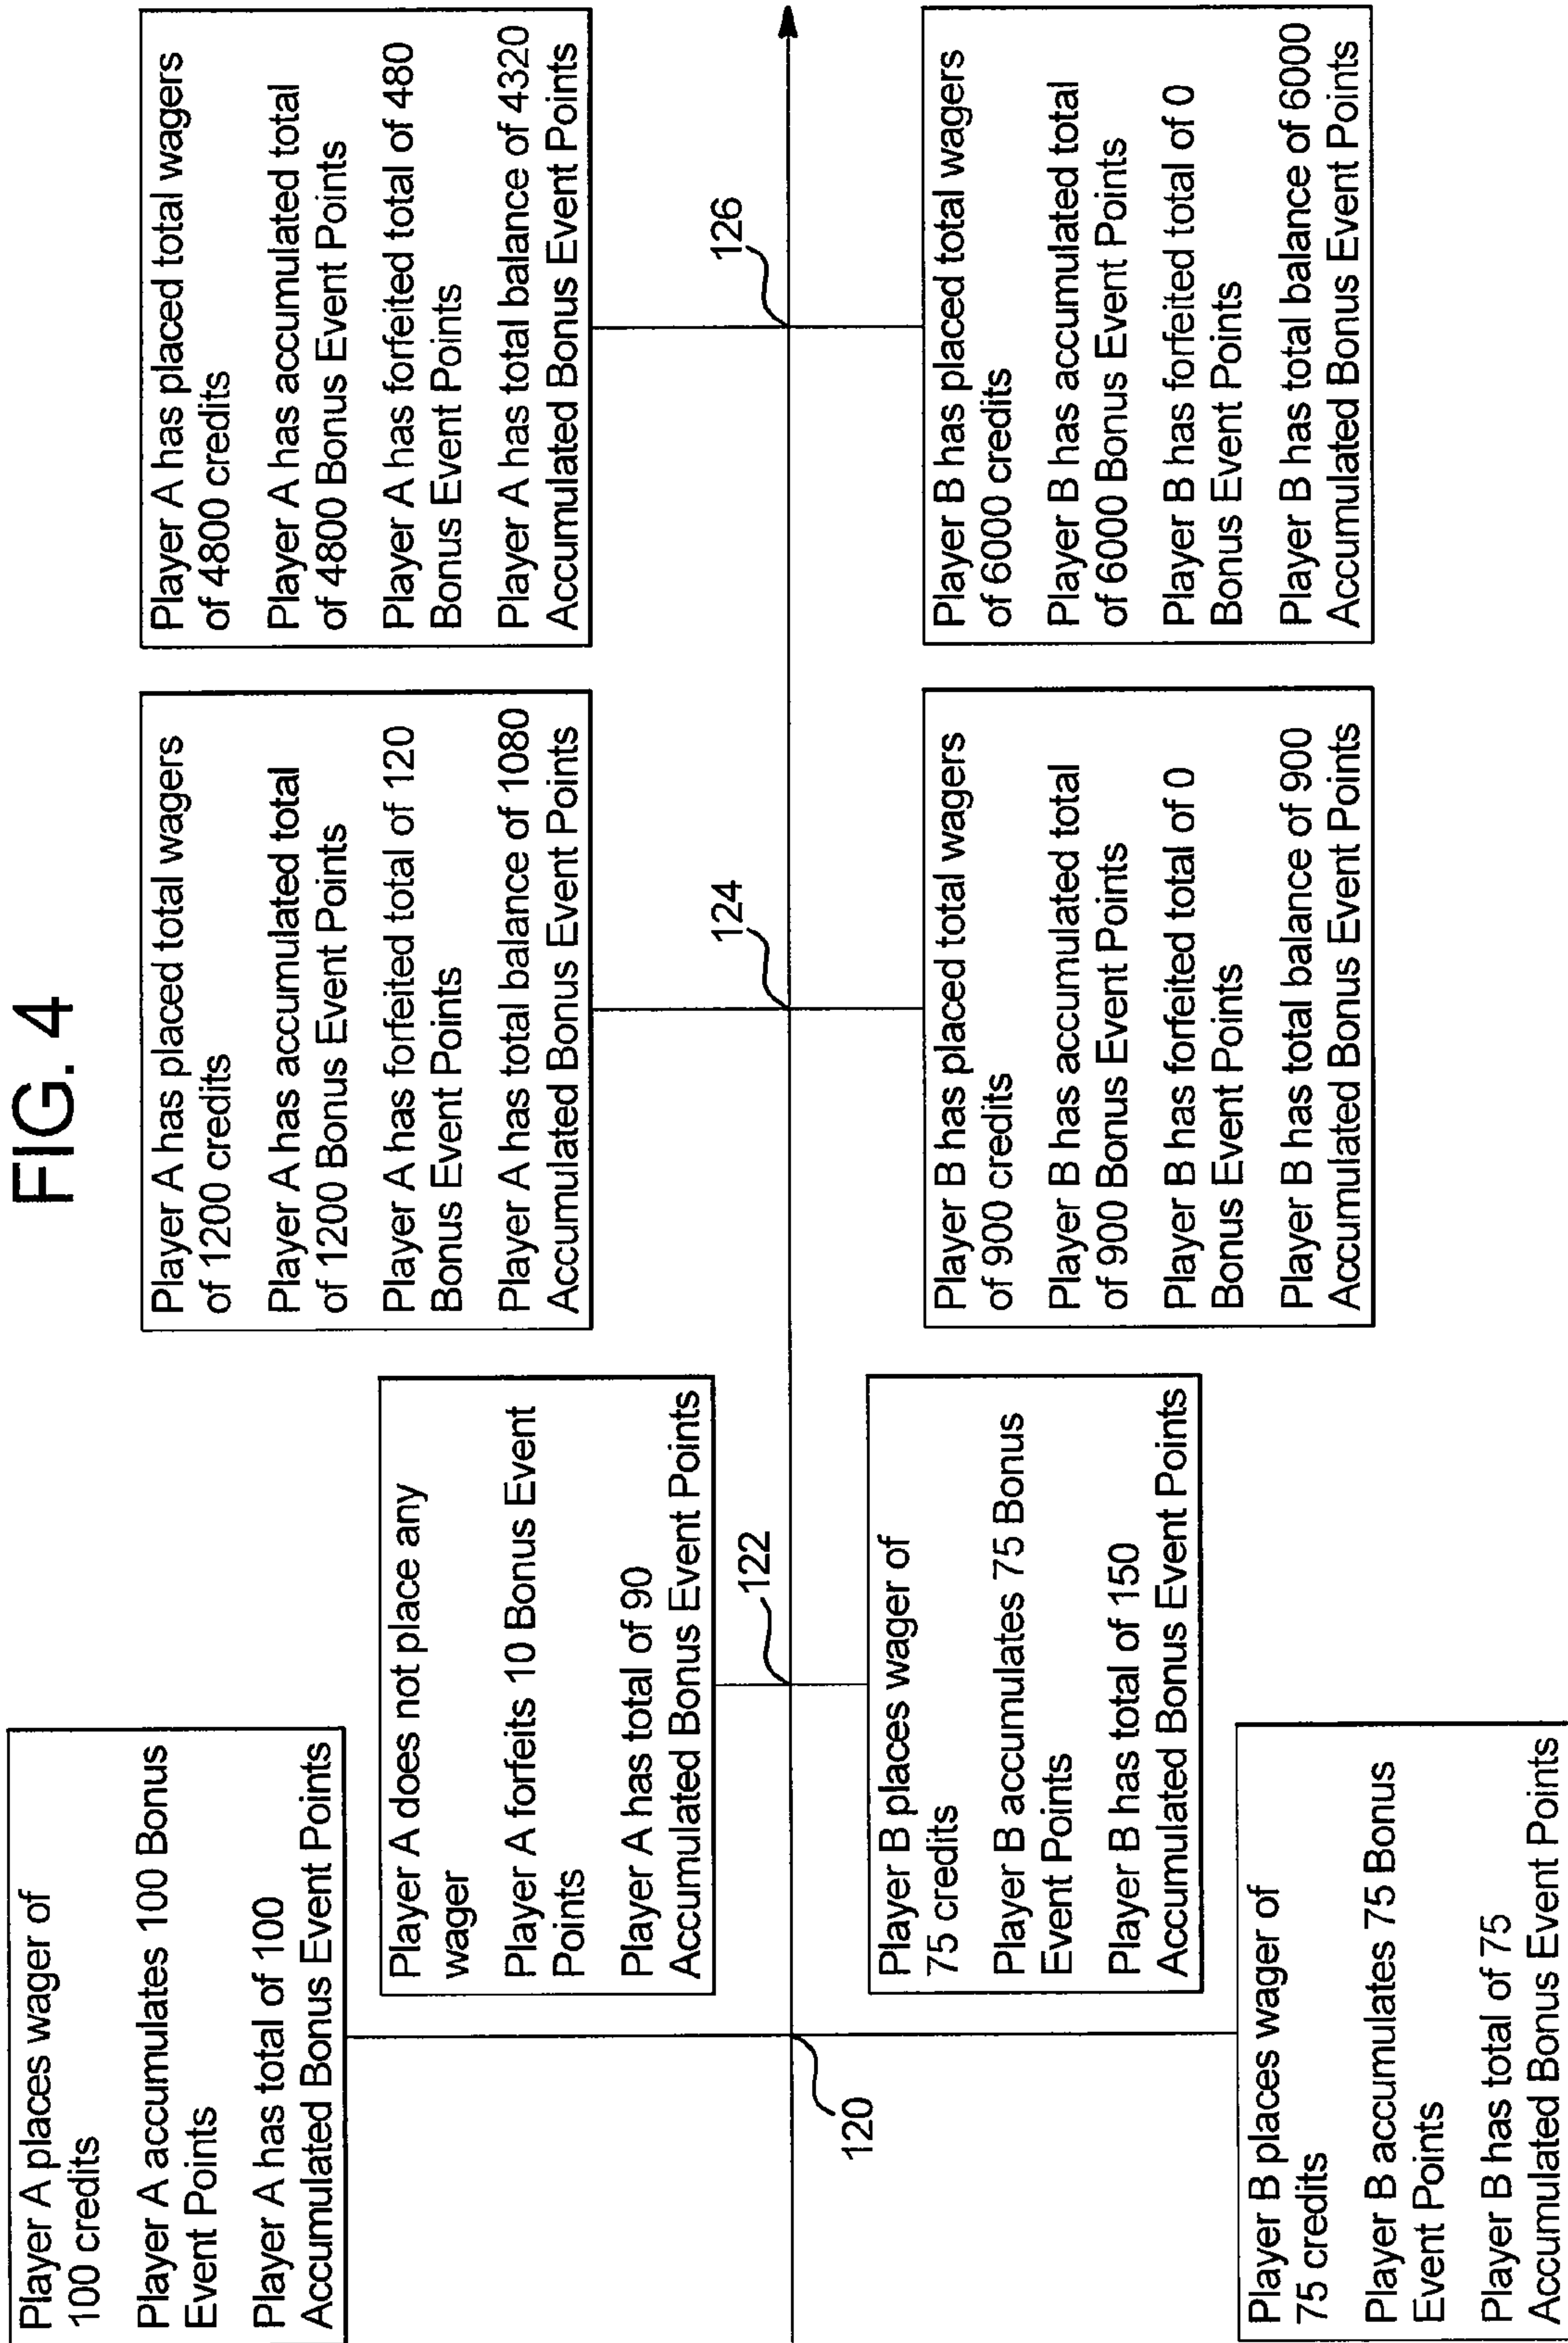 FIG. 4
Player A places wager of
100 credits
Player A accumulates 100 Bonus
Event Points
Player A has total of 100
Accumulated Bonus Event Points
Player A does not place any
wager
Player A forfeits 10 Bonus Event
Points
Player A has total of 90
Accumulated Bonus Event Points
Player A has placed total wagers
of 1200 credits
Player A has accumulated total
of 1200 Bonus Event Points
Player A has forfeited total of 120
Bonus Event Points
Player A has total balance of 1080
Accumulated Bonus Event Points
Player A has placed total wagers
of 4800 credits
Player A has accumulated total
of 4800 Bonus Event Points
Player A has forfeited total of 480
Bonus Event Points
Player A has total balance of 4320
Accumulated Bonus Event Points
120
122
124
126
Player B places wager of
75 credits
Player B accumulates 75 Bonus
Event Points
Player B has total of 75
Accumulated Bonus Event Points
Player B places wager of
75 credits
Player B accumulates 75 Bonus
Event Points
Player B has total of 150
Accumulated Bonus Event Points
Player B has placed total wagers
of 900 credits
Player B has accumulated total
of 900 Bonus Event Points
Player B has forfeited total of 0
Bonus Event Points
Player B has total balance of 900
Accumulated Bonus Event Points
Player B has placed total wagers
of 6000 credits
Player B has accumulated total
of 6000 Bonus Event Points
Player B has forfeited total of 0
Bonus Event Points
Player B has total balance of 6000
Accumulated Bonus Event Points